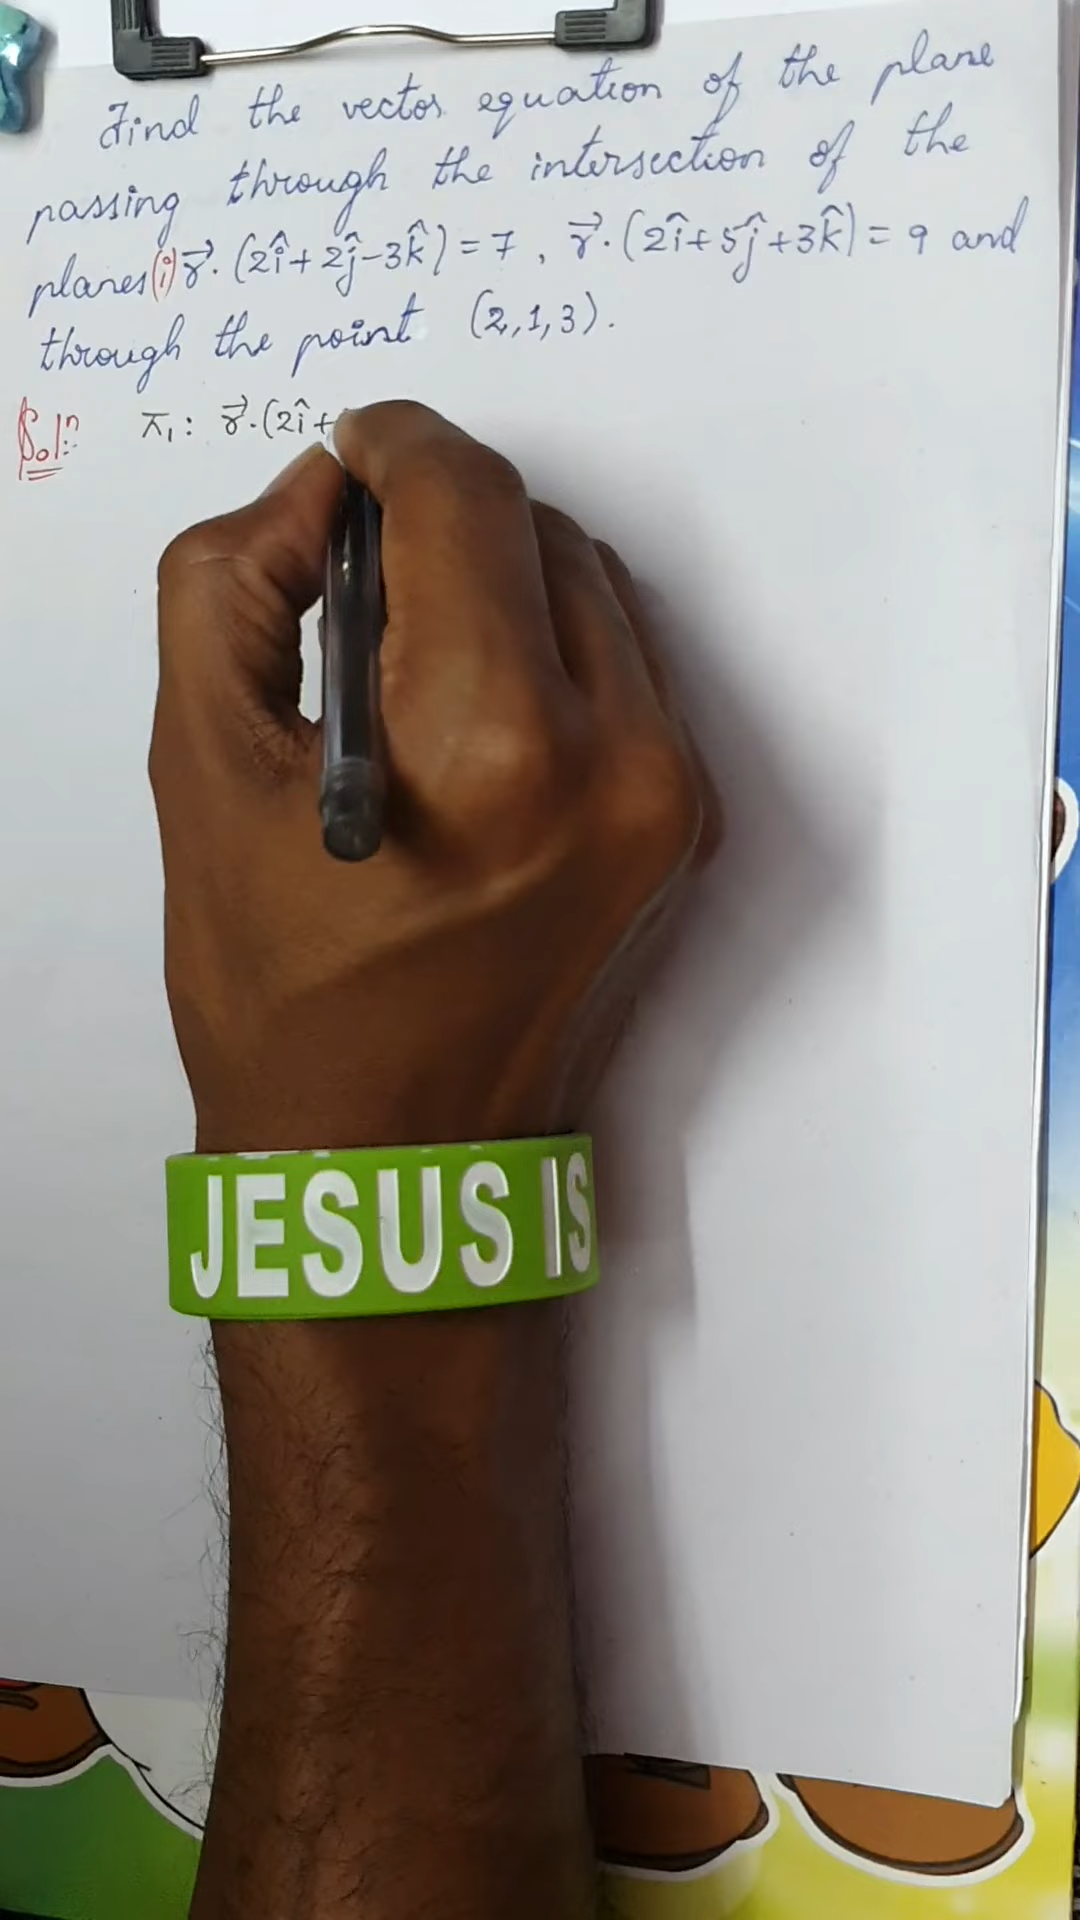 Find the vector equation of the plane
passing through the intersection of the
planes (i) r⃗·(2î+2ĵ-3k̂)=7, r⃗·(2î+5ĵ+3k̂)=9 and
through the point (2,1,3).
Solⁿ: π₁: r⃗·(2î+
JESUS IS